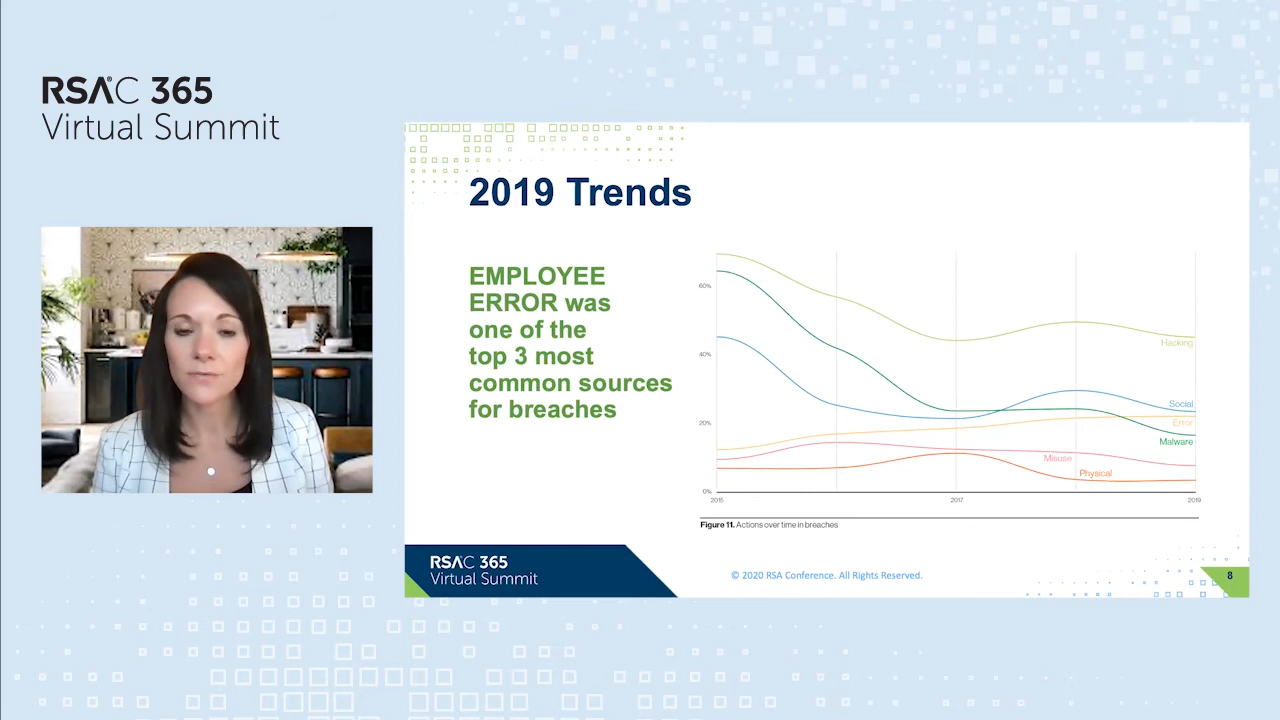 RSAC 365
Virtual Summit
2019 Trends
EMPLOYEE
ERROR was
one of the
top 3 most
common sources
for breaches
60%
40%
20%
0%
Hacking
Social
Error
Malware
Misuse
Physical
2015
2017
2019
Figure 11. Actions over time in breaches
RSAC 365
Virtual Summit
© 2020 RSA Conference. All Rights Reserved.
8